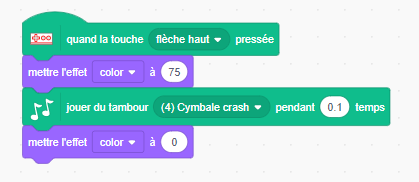 quand la touche flèche haut pressée
mettre l'effet color à 75
jouer du tambour (4) Cymbale crash pendant 0.1 temps
mettre l'effet color à 0